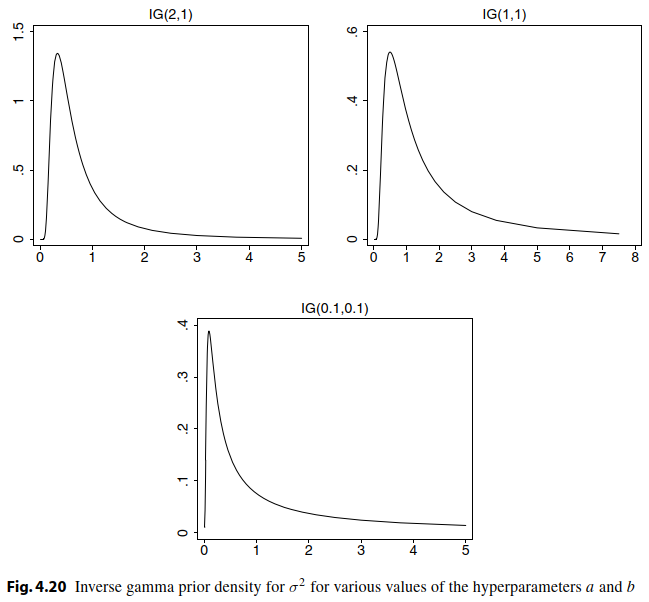 IG(2,1)
1.5
1
.5
0
0 1 2 3 4 5
IG(1,1)
.6
.4
.2
0
0 1 2 3 4 5 6 7 8
IG(0.1,0.1)
.4
.3
.2
.1
0
0 1 2 3 4 5
Fig. 4.20 Inverse gamma prior density for σ² for various values of the hyperparameters a and b